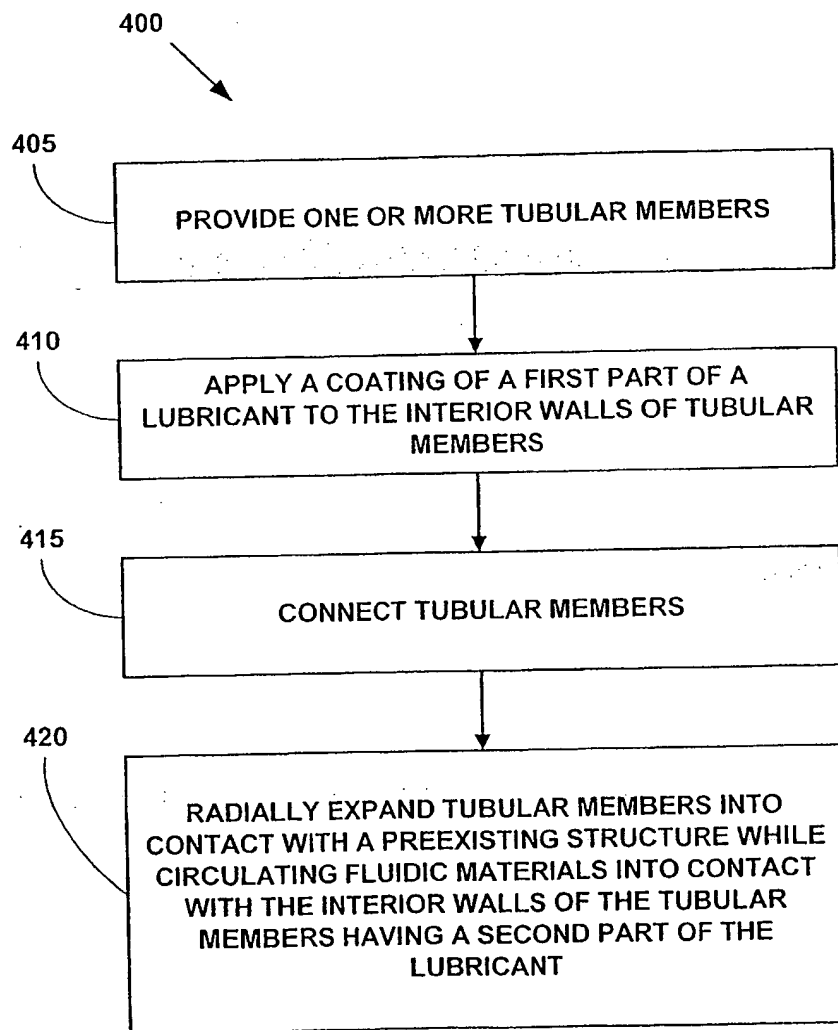 400
405
PROVIDE ONE OR MORE TUBULAR MEMBERS
410
APPLY A COATING OF A FIRST PART OF A
LUBRICANT TO THE INTERIOR WALLS OF TUBULAR
MEMBERS
415
CONNECT TUBULAR MEMBERS
420
RADIALLY EXPAND TUBULAR MEMBERS INTO
CONTACT WITH A PREEXISTING STRUCTURE WHILE
CIRCULATING FLUIDIC MATERIALS INTO CONTACT
WITH THE INTERIOR WALLS OF THE TUBULAR
MEMBERS HAVING A SECOND PART OF THE
LUBRICANT